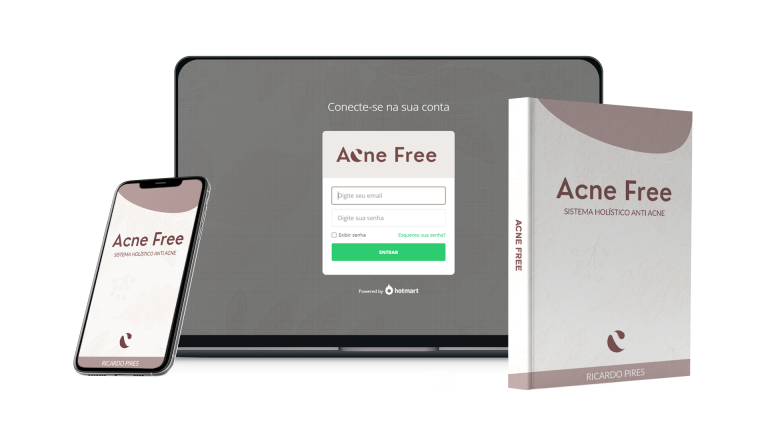 Conecte-se na sua conta
Acne Free
Digite seu email
Digite sua senha
Exibir senha
Esqueceu sua senha?
ENTRAR
Powered by hotmart
Acne Free
SISTEMA HOLÍSTICO ANTI ACNE
RICARDO PIRES
ACNE FREE
Acne Free
SISTEMA HOLÍSTICO ANTI ACNE
RICARDO PIRES